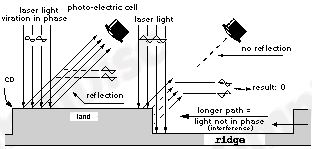 laser light
viration in phase
photo-electric cell
laser light
no reflection
result: 0
CD
reflection
longer path =
light not in phase
(interference)
land
ridge